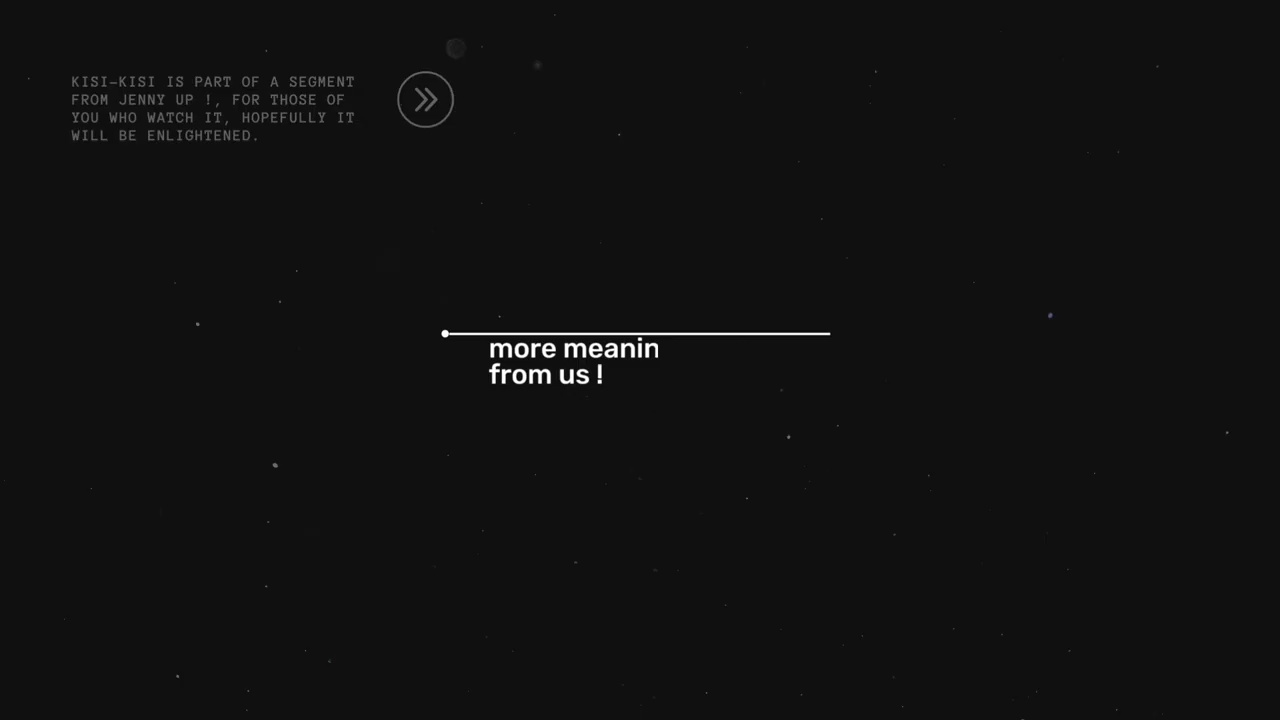 KISI-KISI IS PART OF A SEGMENT
FROM JENNY UP !, FOR THOSE OF
YOU WHO WATCH IT, HOPEFULLY IT
WILL BE ENLIGHTENED.
more meanin
from us !